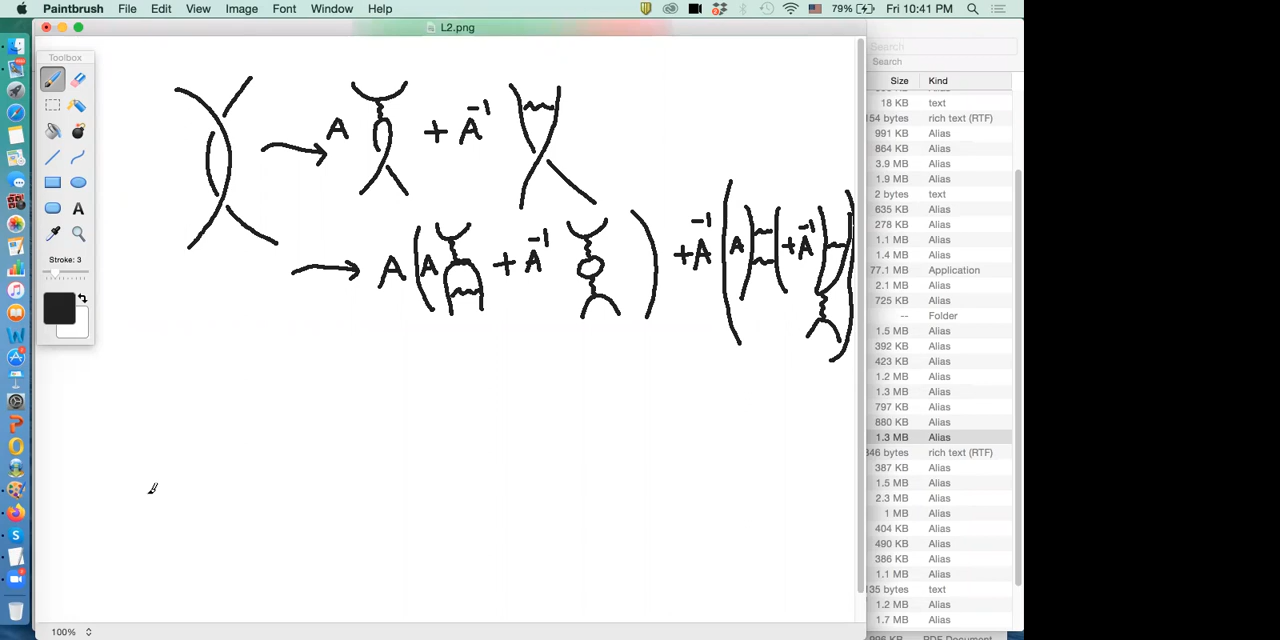 Paintbrush File Edit View Image Font Window Help 79% Fri 10:41 PM
L2.png
Search
Search
Toolbox
Size Kind
18 KB text
154 bytes rich text (RTF)
991 KB Alias
864 KB Alias
3.9 MB Alias
1.9 MB Alias
2 bytes text
635 KB Alias
278 KB Alias
1.1 MB Alias
1.4 MB Alias
77.1 MB Application
2.1 MB Alias
725 KB Alias
-- Folder
1.5 MB Alias
392 KB Alias
423 KB Alias
1.2 MB Alias
1.3 MB Alias
797 KB Alias
880 KB Alias
1.3 MB Alias
346 bytes rich text (RTF)
387 KB Alias
1.5 MB Alias
2.3 MB Alias
1 MB Alias
404 KB Alias
490 KB Alias
386 KB Alias
1.1 MB Alias
135 bytes text
1.2 MB Alias
1.7 MB Alias
A
Stroke: 3
A + A⁻¹
A ( A + A⁻¹ ) + A⁻¹ ( A + A⁻¹ )
100%